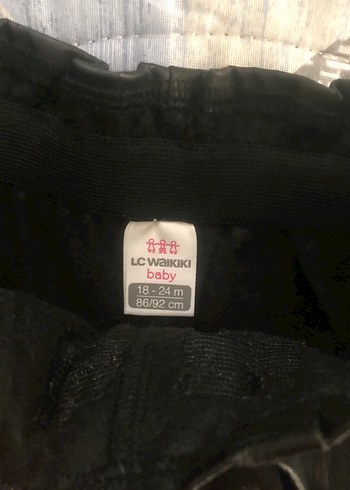 LC WAIKIKI
baby
18 - 24 m
86/92 cm